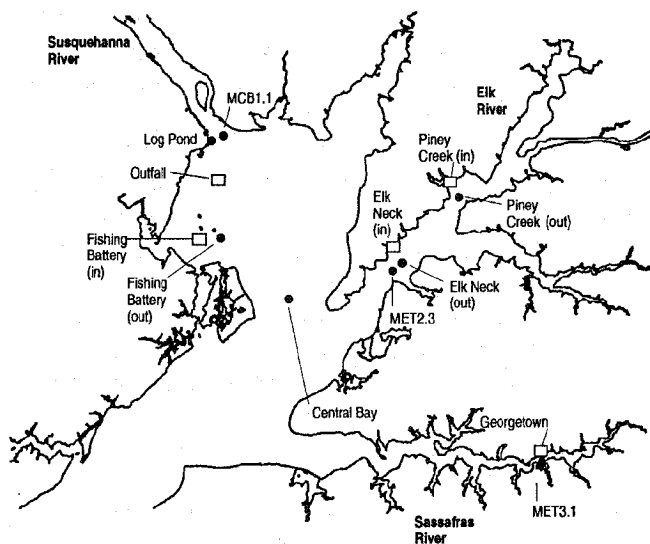 Susquehanna
River
MCB1.1
Elk
River
Log Pond
Piney
Creek (in)
Outfall
Elk
Neck
(in)
Piney
Creek (out)
Fishing
Battery
(in)
Fishing
Battery
(out)
Elk Neck
(out)
MET2.3
Central Bay
Georgetown
MET3.1
Sassafras
River